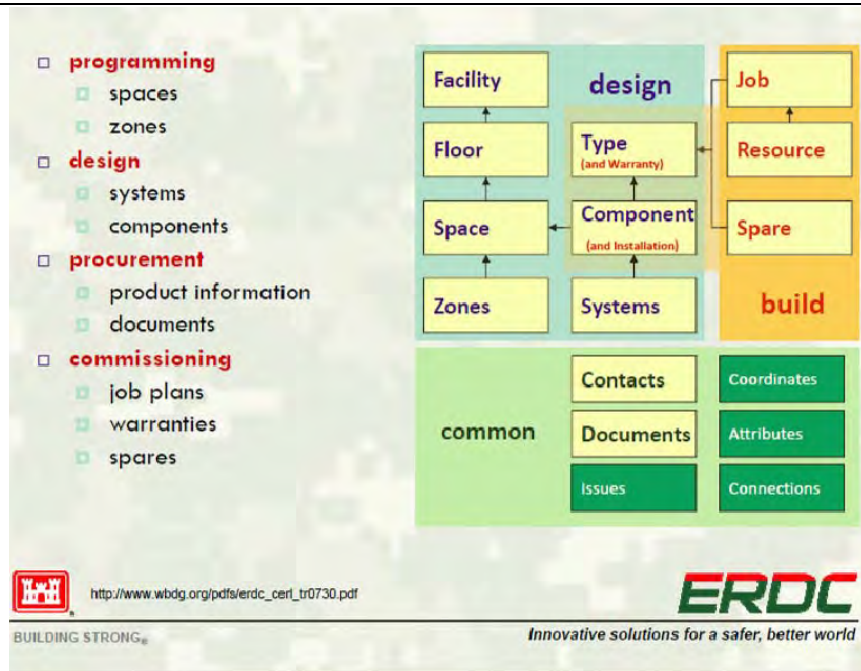 programming
spaces
zones
design
systems
components
procurement
product information
documents
commissioning
job plans
warranties
spares
Facility
Floor
Space
Zones
design
Type
(and Warranty)
Component
(and Installation)
Systems
Job
Resource
Spare
build
common
Contacts
Documents
Issues
Coordinates
Attributes
Connections
http://www.wbdg.org/pdfs/erdc_cerl_tr0730.pdf
ERDC
BUILDING STRONG®
Innovative solutions for a safer, better world